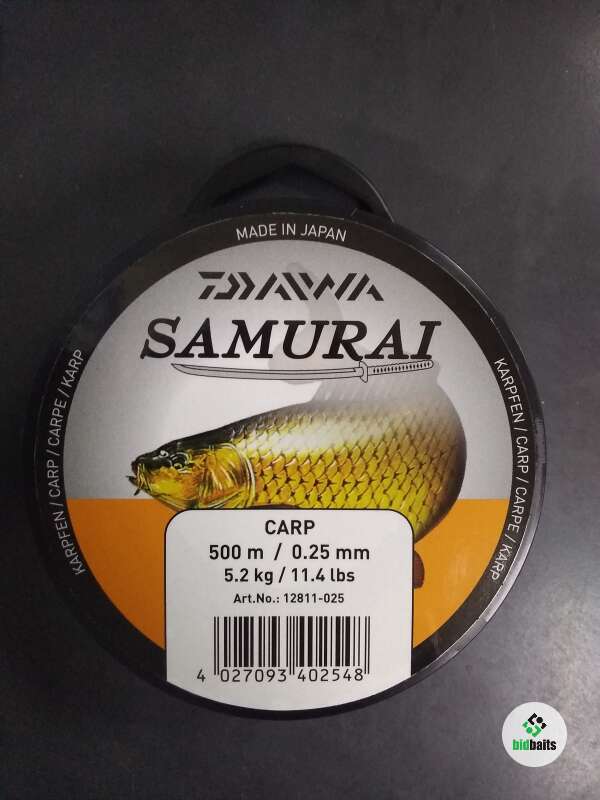 MADE IN JAPAN
DAIWA
SAMURAI
KARPFEN / CARP / CARPE / KARP
KARPFEN / CARP / CARPE / KARP
CARP
500 m / 0.25 mm
5.2 kg / 11.4 lbs
Art.No.: 12811-025
4 027093 402548
bidbaits